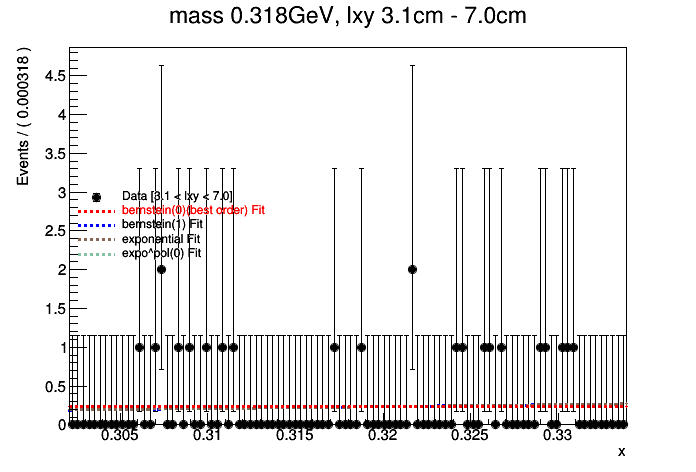 mass 0.318GeV, lxy 3.1cm - 7.0cm
Events / ( 0.000318 )
4.5
4
3.5
3
Data [3.1 < lxy < 7.0]
bernstein(0)(best order) Fit
bernstein(1) Fit
exponential Fit
expo^pol(0) Fit
2.5
2
1.5
1
0.5
0
0.305 0.31 0.315 0.32 0.325 0.33
x